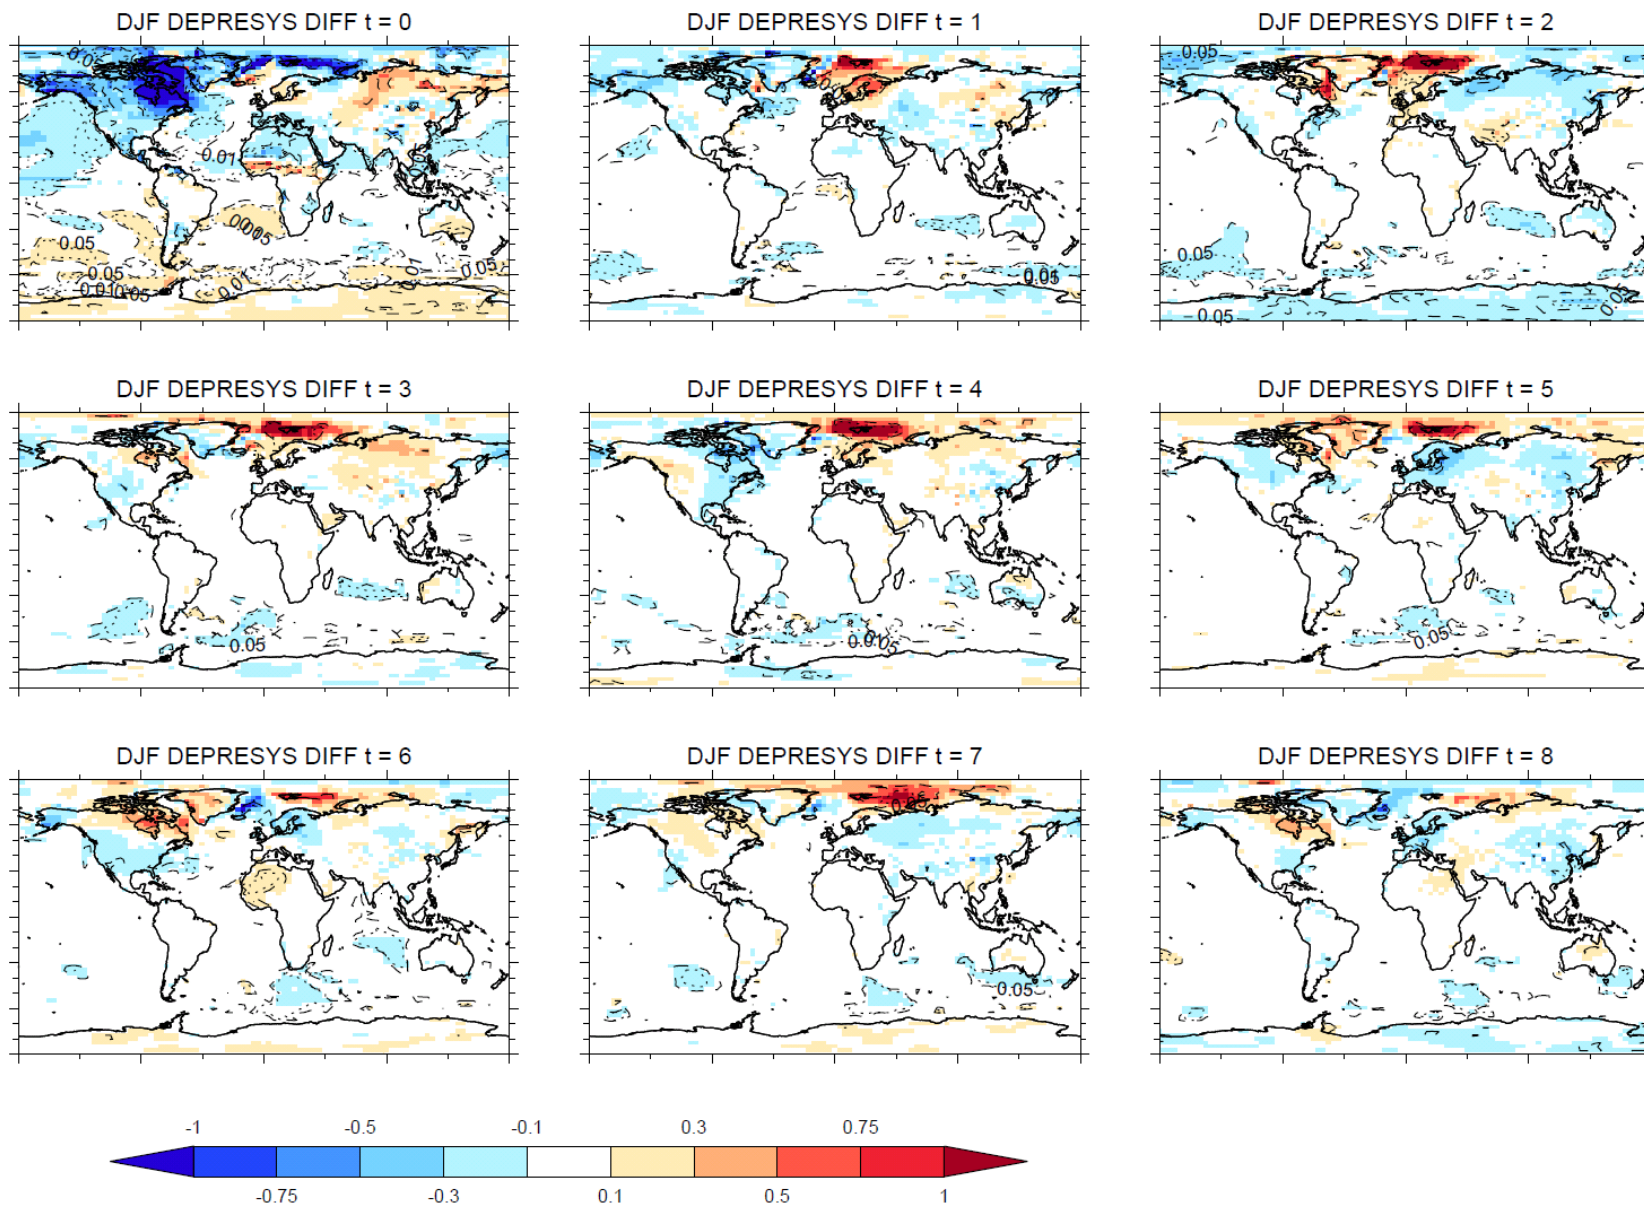 DJF DEPRESYS DIFF t = 0
DJF DEPRESYS DIFF t = 1
DJF DEPRESYS DIFF t = 2
0.05
0.01
0.05
0.05
0.05
0.05
0.05
0.05
0.05
0.05
0.05
DJF DEPRESYS DIFF t = 3
DJF DEPRESYS DIFF t = 4
DJF DEPRESYS DIFF t = 5
0.05
0.05
DJF DEPRESYS DIFF t = 6
DJF DEPRESYS DIFF t = 7
DJF DEPRESYS DIFF t = 8
0.05
-1 -0.5 -0.1 0.3 0.75
-0.75 -0.3 0.1 0.5 1